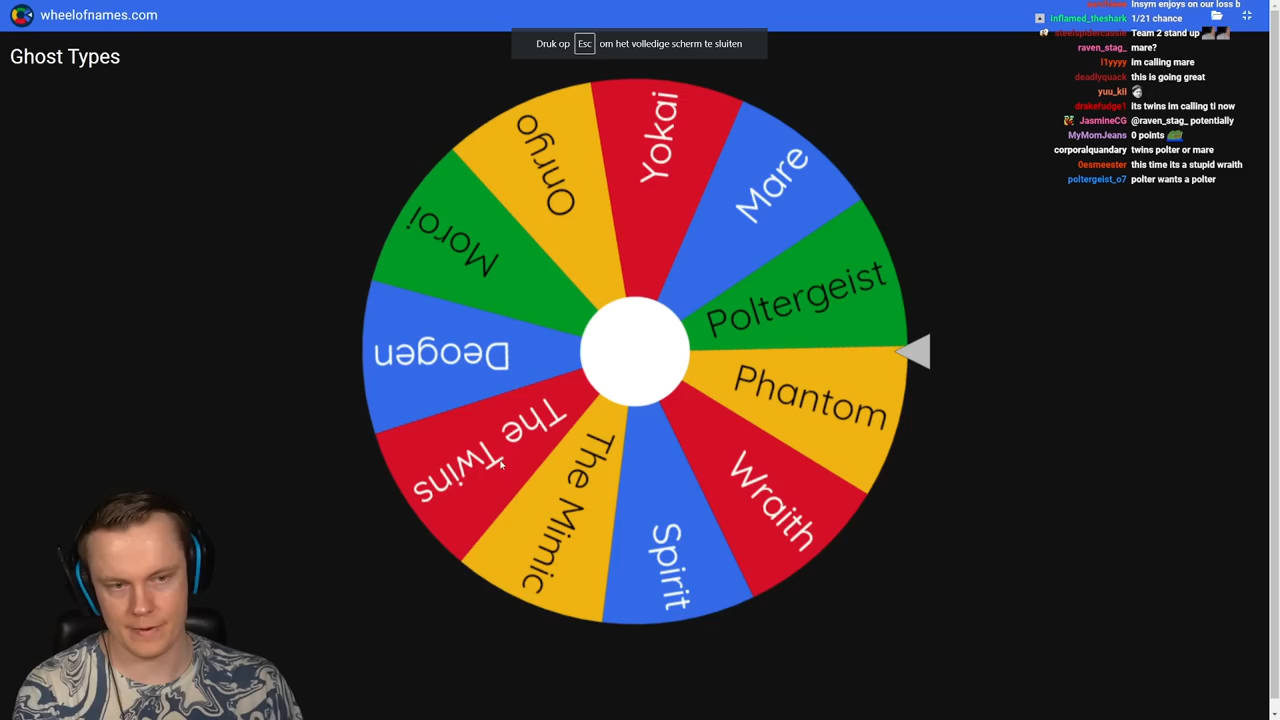 wheelofnames.com
Ghost Types
Druk op Esc om het volledige scherm te sluiten
Insym enjoys on our loss b
inflamed_theshark 1/21 chance
Team 2 stand up
raven_stag_ mare?
l1yyyy im calling mare
deadlyquack this is going great
yuu_kii
drakefudge1 its twins im calling ti now
JasmineCG @raven_stag_ potentially
MyMomJeans 0 points
corporalquandary twins polter or mare
0esmeester this time its a stupid wraith
poltergeist_o7 polter wants a polter
Yokai
Mare
Poltergeist
Phantom
Wraith
Spirit
The Mimic
The Twins
Deogen
Moroi
Onryo